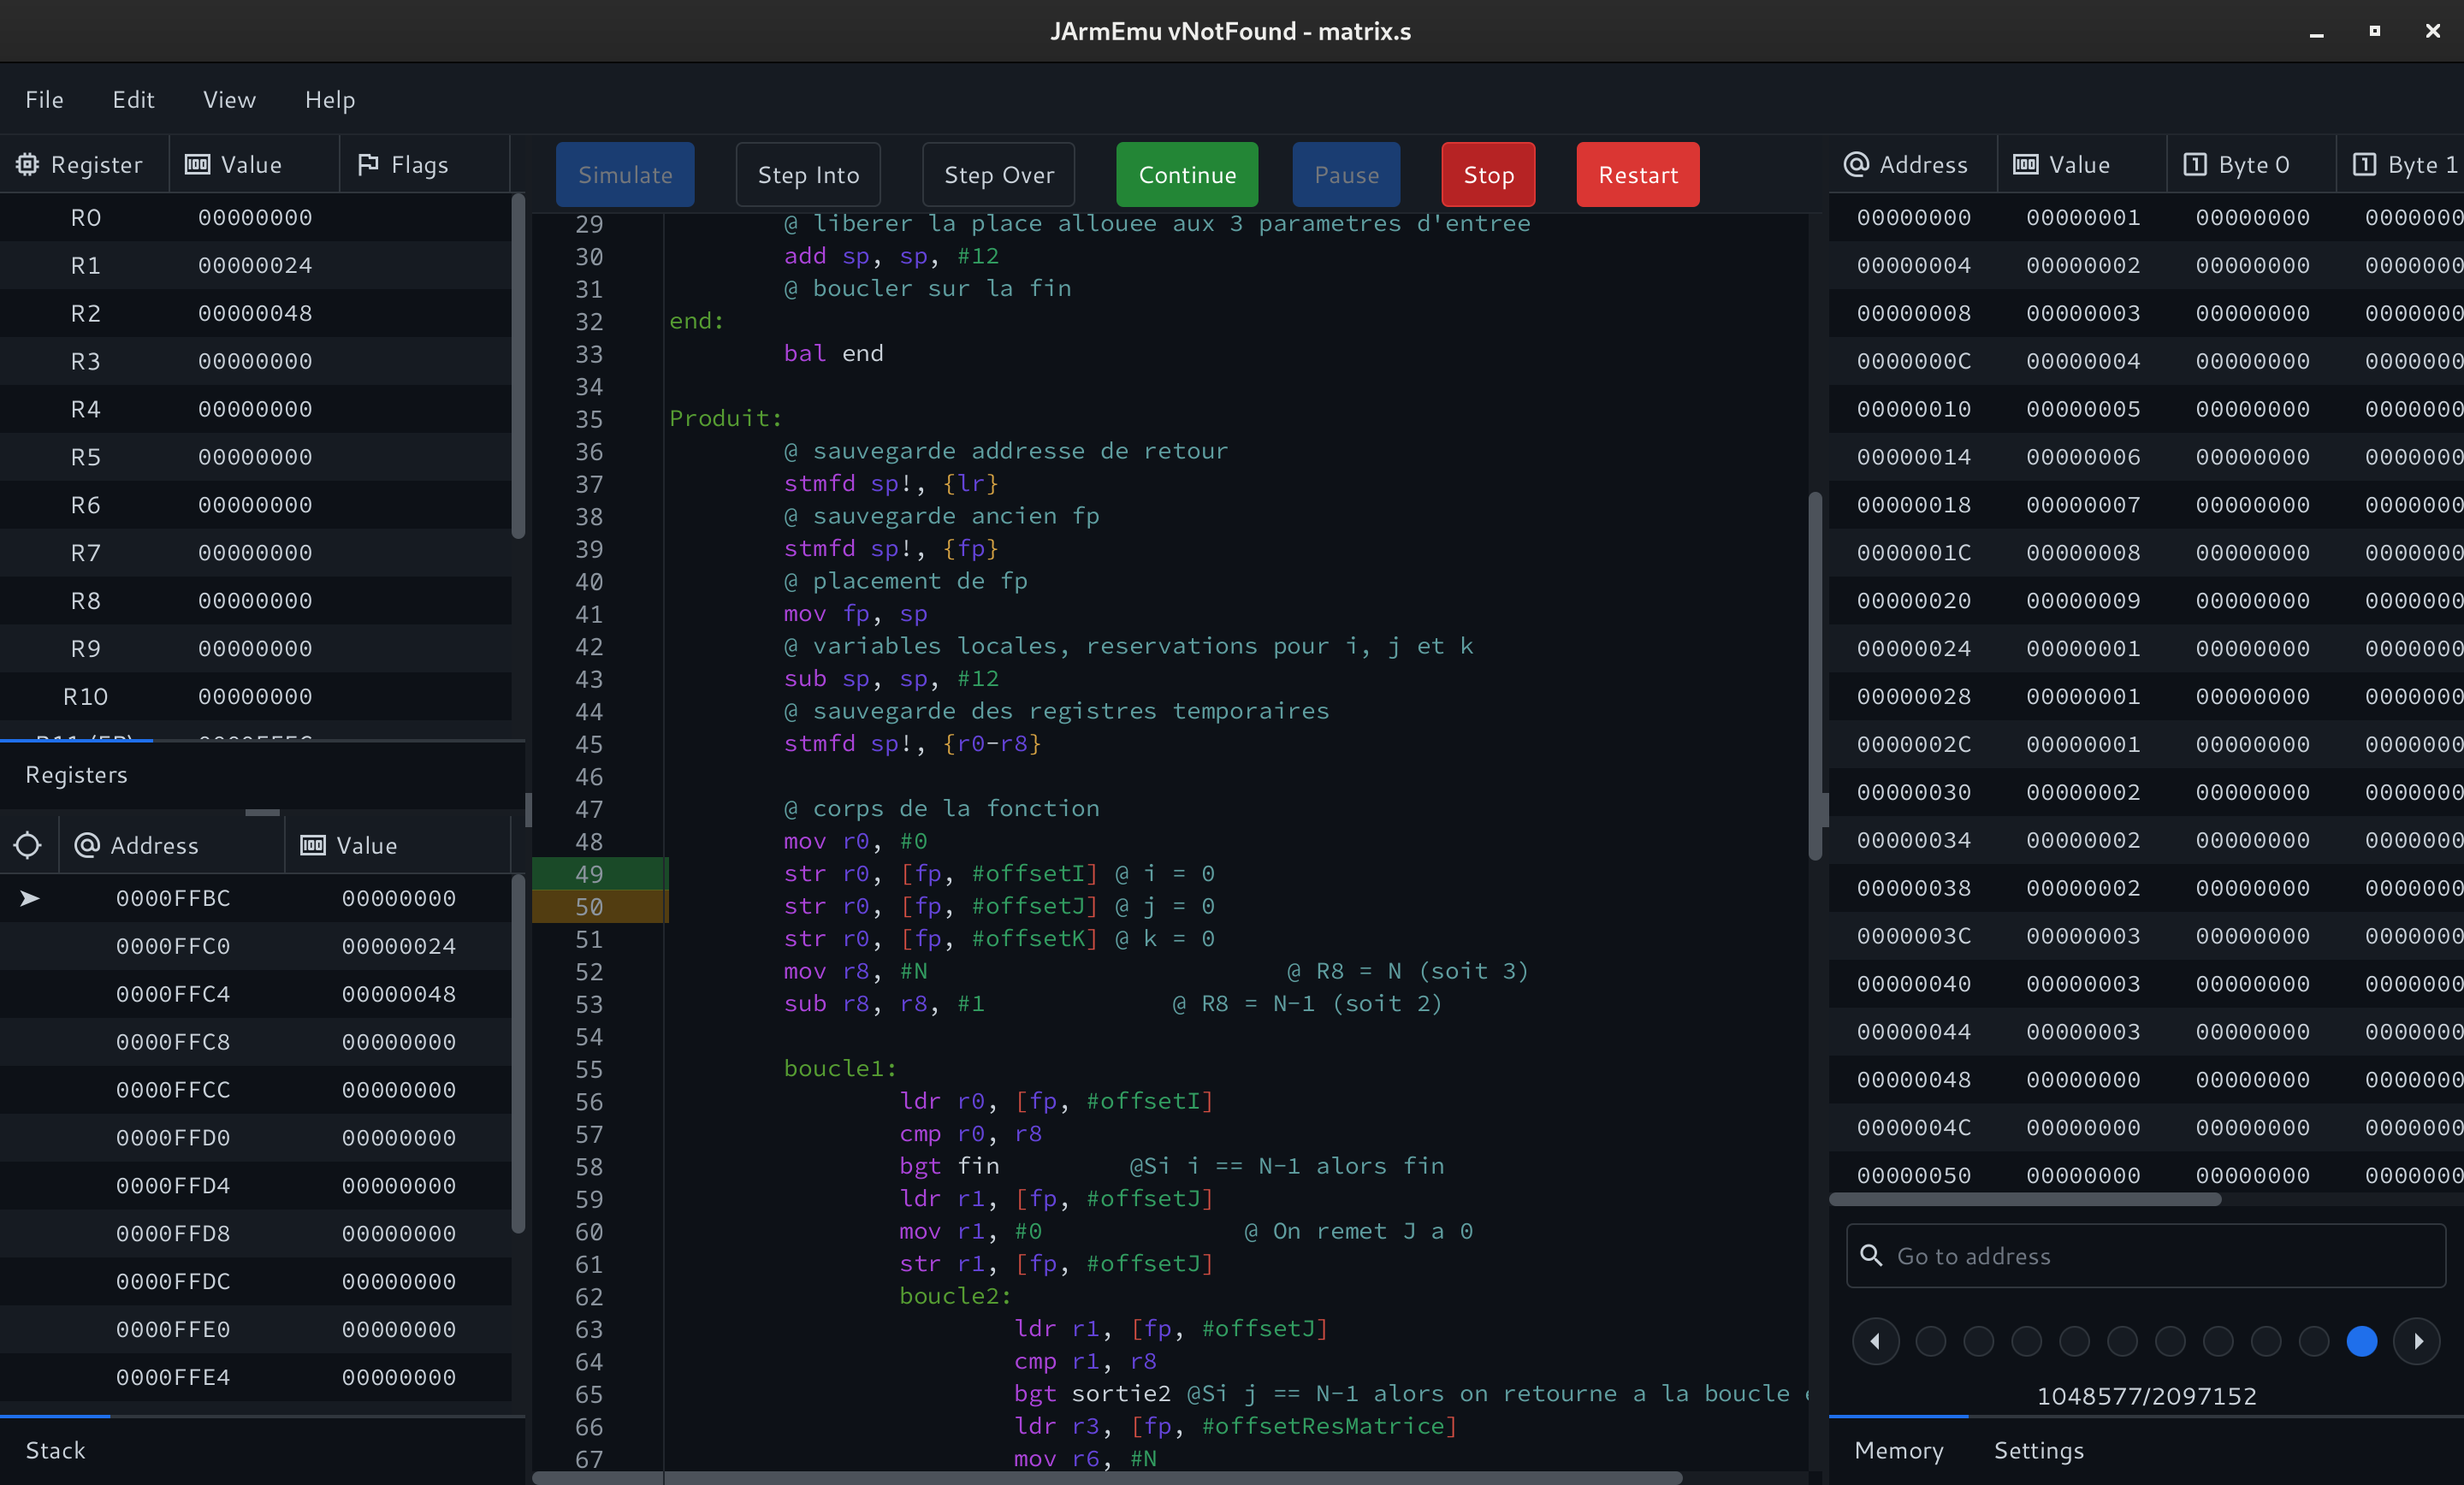 JArmEmu vNotFound - matrix.s
File Edit View Help
Register Value Flags
R0 00000000
R1 00000024
R2 00000048
R3 00000000
R4 00000000
R5 00000000
R6 00000000
R7 00000000
R8 00000000
R9 00000000
R10 00000000
Registers
Address Value
0000FFBC 00000000
0000FFC0 00000024
0000FFC4 00000048
0000FFC8 00000000
0000FFCC 00000000
0000FFD0 00000000
0000FFD4 00000000
0000FFD8 00000000
0000FFDC 00000000
0000FFE0 00000000
0000FFE4 00000000
Stack
Simulate Step Into Step Over Continue Pause Stop Restart
29 @ liberer la place allouee aux 3 parametres d'entree
30 add sp, sp, #12
31 @ boucler sur la fin
32 end:
33 bal end
34
35 Produit:
36 @ sauvegarde addresse de retour
37 stmfd sp!, {lr}
38 @ sauvegarde ancien fp
39 stmfd sp!, {fp}
40 @ placement de fp
41 mov fp, sp
42 @ variables locales, reservations pour i, j et k
43 sub sp, sp, #12
44 @ sauvegarde des registres temporaires
45 stmfd sp!, {r0-r8}
46
47 @ corps de la fonction
48 mov r0, #0
49 str r0, [fp, #offsetI] @ i = 0
50 str r0, [fp, #offsetJ] @ j = 0
51 str r0, [fp, #offsetK] @ k = 0
52 mov r8, #N @ R8 = N (soit 3)
53 sub r8, r8, #1 @ R8 = N-1 (soit 2)
54
55 boucle1:
56 ldr r0, [fp, #offsetI]
57 cmp r0, r8
58 bgt fin @Si i == N-1 alors fin
59 ldr r1, [fp, #offsetJ]
60 mov r1, #0 @ On remet J a 0
61 str r1, [fp, #offsetJ]
62 boucle2:
63 ldr r1, [fp, #offsetJ]
64 cmp r1, r8
65 bgt sortie2 @Si j == N-1 alors on retourne a la boucle
66 ldr r3, [fp, #offsetResMatrice]
67 mov r6, #N
Address Value Byte 0 Byte 1
00000000 00000001 00000000 0000000
00000004 00000002 00000000 0000000
00000008 00000003 00000000 0000000
0000000C 00000004 00000000 0000000
00000010 00000005 00000000 0000000
00000014 00000006 00000000 0000000
00000018 00000007 00000000 0000000
0000001C 00000008 00000000 0000000
00000020 00000009 00000000 0000000
00000024 00000001 00000000 0000000
00000028 00000001 00000000 0000000
0000002C 00000001 00000000 0000000
00000030 00000002 00000000 0000000
00000034 00000002 00000000 0000000
00000038 00000002 00000000 0000000
0000003C 00000003 00000000 0000000
00000040 00000003 00000000 0000000
00000044 00000003 00000000 0000000
00000048 00000000 00000000 0000000
0000004C 00000000 00000000 0000000
00000050 00000000 00000000 0000000
Go to address
1048577/2097152
Memory Settings